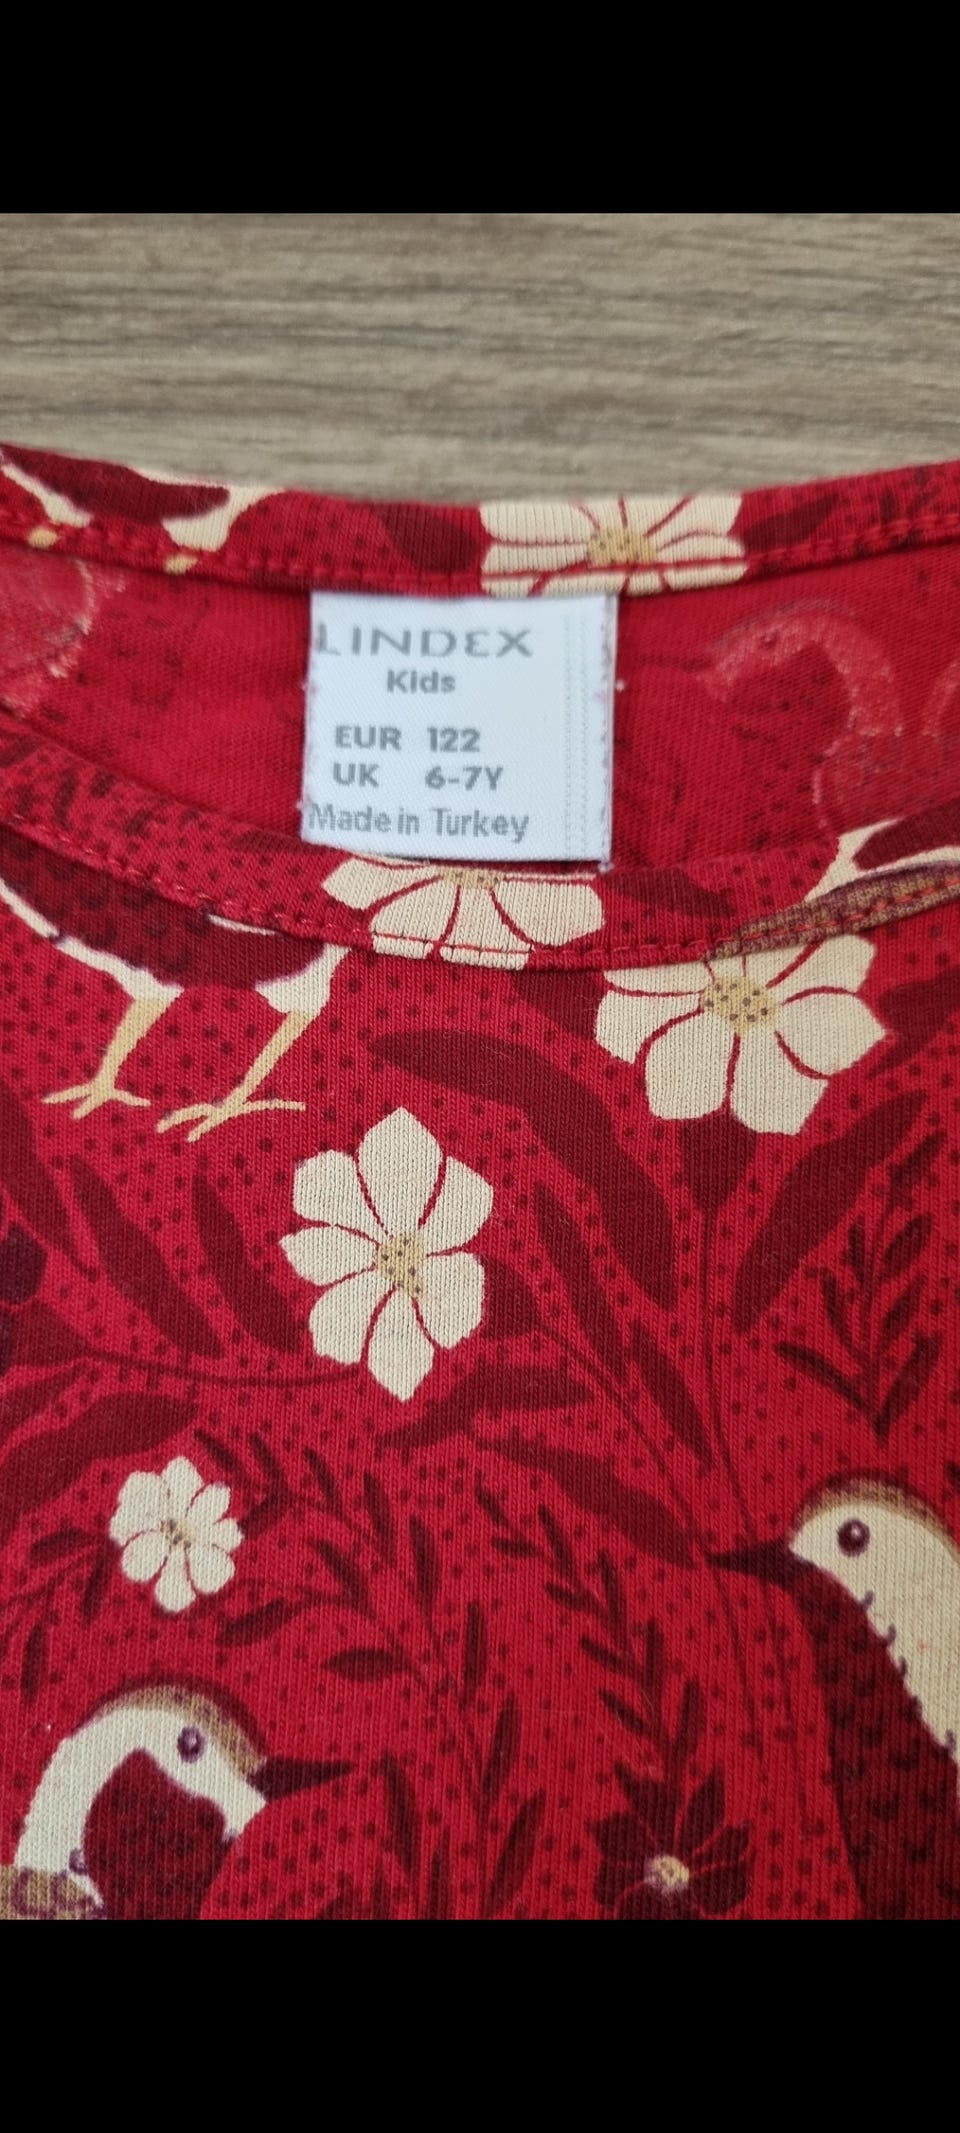 LINDEX
Kids
EUR 122
UK 6-7Y
Made in Turkey